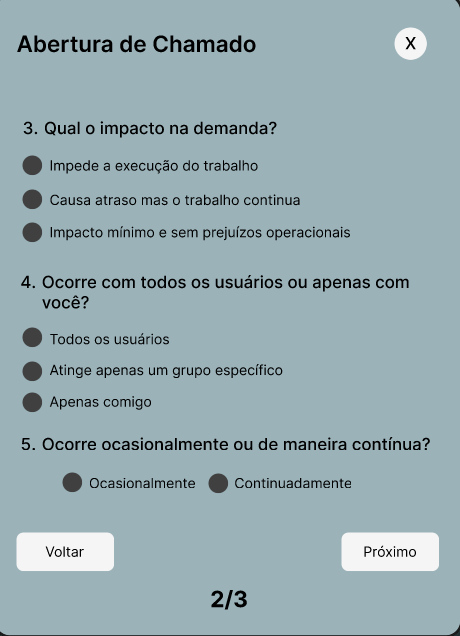 Abertura de Chamado
X
3. Qual o impacto na demanda?
Impede a execução do trabalho
Causa atraso mas o trabalho continua
Impacto mínimo e sem prejuízos operacionais
4. Ocorre com todos os usuários ou apenas com
você?
Todos os usuários
Atinge apenas um grupo específico
Apenas comigo
5. Ocorre ocasionalmente ou de maneira contínua?
Ocasionalmente Continuadamente
Voltar Próximo
2/3